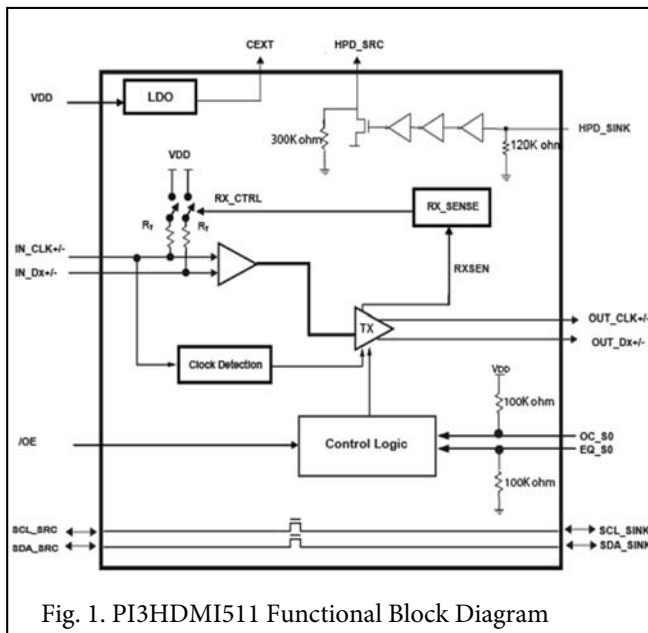 CEXT HPD_SRC
VDD
LDO
300K ohm
HPD_SINK
120K ohm
VDD
RX_CTRL
RX_SENSE
RT RT
IN_CLK+/-
IN_Dx+/-
RXSEN
TX
OUT_CLK+/-
OUT_Dx+/-
Clock Detection
VDD
100K ohm
/OE
Control Logic
OC_S0
EQ_S0
100K ohm
SCL_SRC SCL_SINK
SDA_SRC SDA_SINK
Fig. 1. PI3HDMI511 Functional Block Diagram